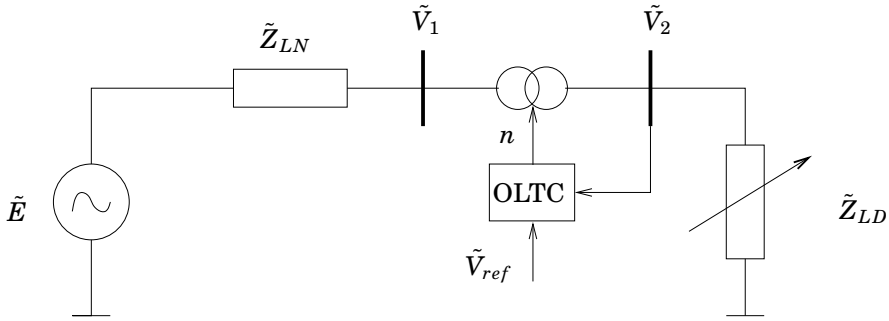 Z̃_LN
Ṽ_1
Ṽ_2
n
OLTC
Ẽ
Z̃_LD
Ṽ_ref